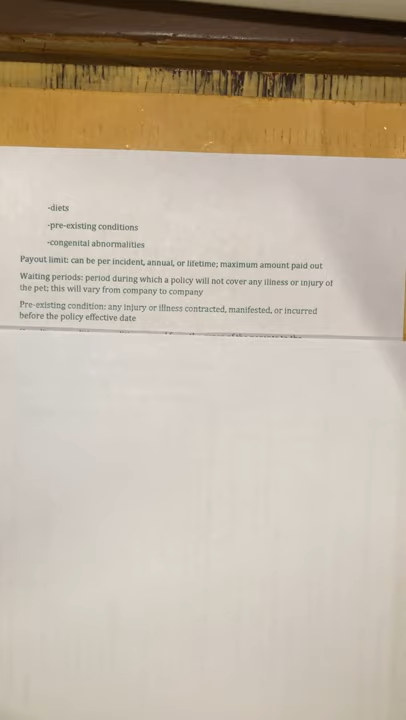 -diets
-pre-existing conditions
-congenital abnormalities
Payout limit: can be per incident, annual, or lifetime; maximum amount paid out
Waiting periods: period during which a policy will not cover any illness or injury of
the pet; this will vary from company to company
Pre-existing condition: any injury or illness contracted, manifested, or incurred
before the policy effective date